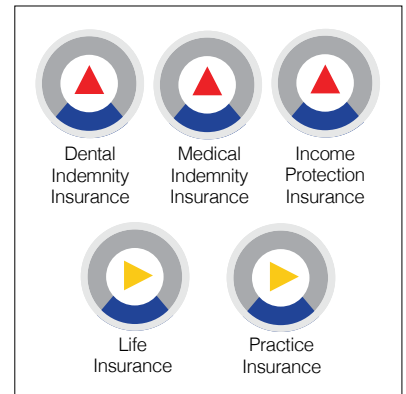 Dental
Indemnity
Insurance
Medical
Indemnity
Insurance
Income
Protection
Insurance
Life
Insurance
Practice
Insurance